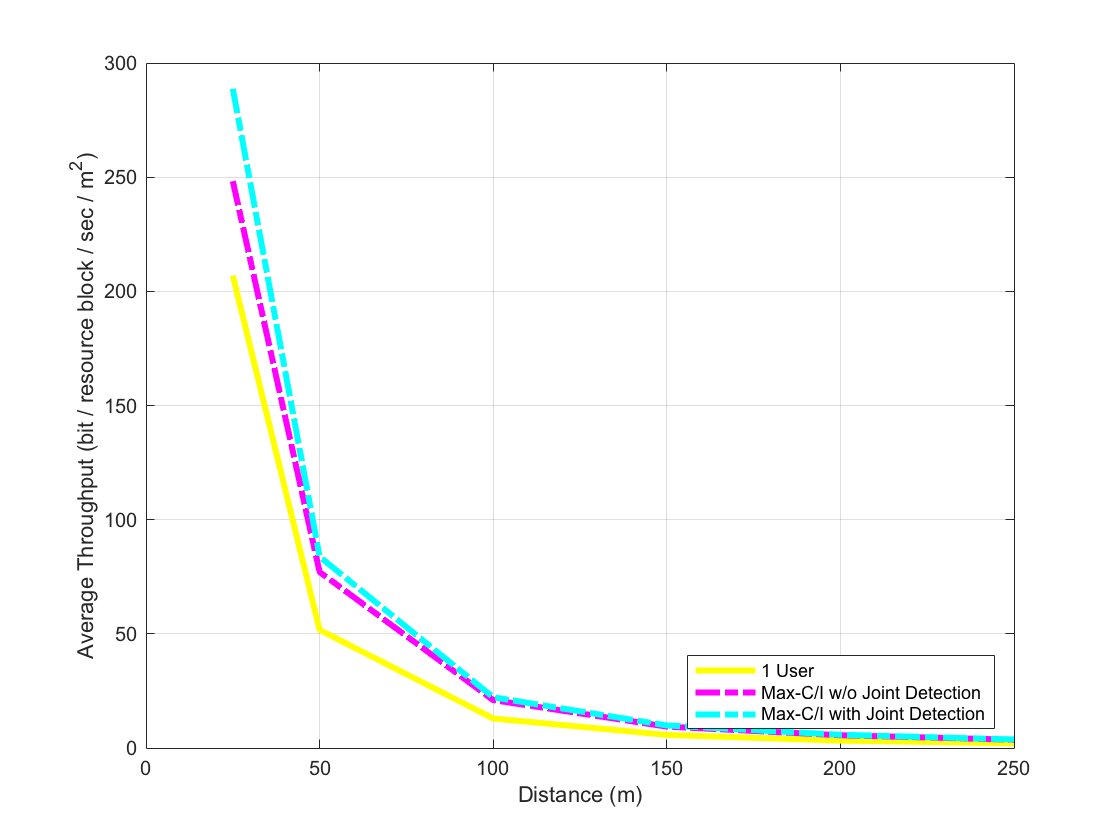 300
250
200
150
100
50
0
Average Throughput (bit / resource block / sec / m²)
1 User
Max-C/I w/o Joint Detection
Max-C/I with Joint Detection
0 50 100 150 200 250
Distance (m)